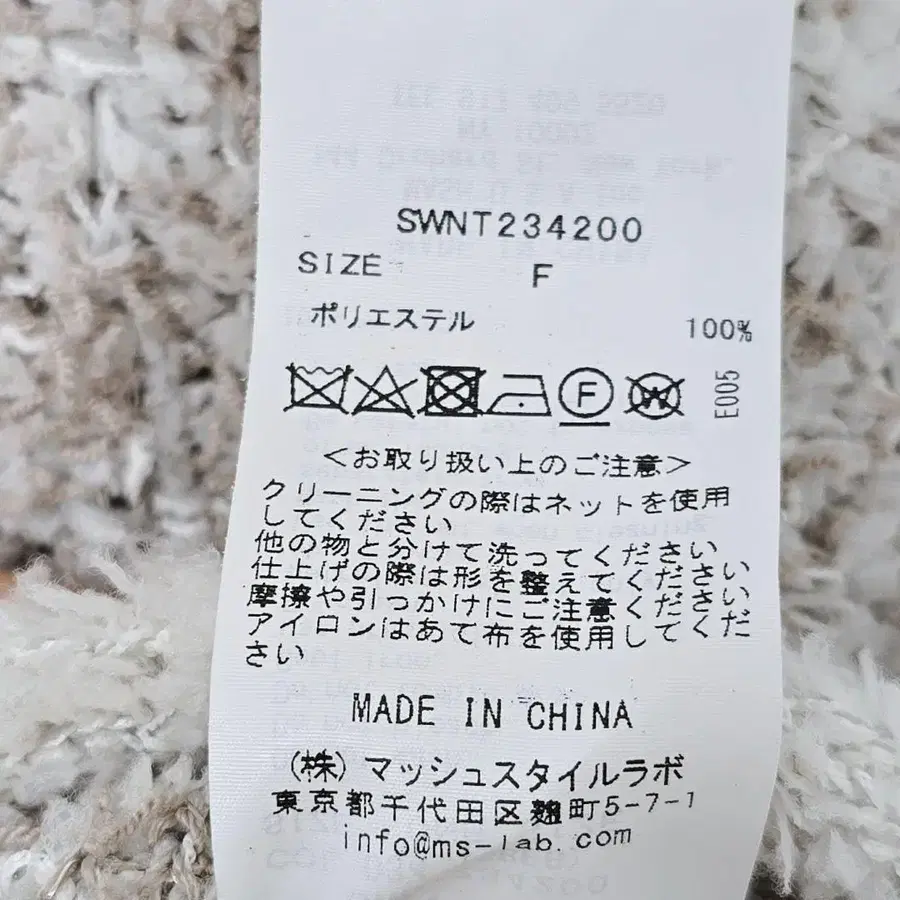 SWNT234200
SIZE F
ポリエステル 100%
F W E005
<お取り扱い上のご注意>
クリーニングの際はネットを使用
してください
他の物と分けて洗ってください
仕上げの際は形を整えてください
摩擦や引っかけにご注意ください
アイロンはあて布を使用してくだ
さい
MADE IN CHINA
(株)マッシュスタイルラボ
東京都千代田区麹町5-7-1
info@ms-lab.com